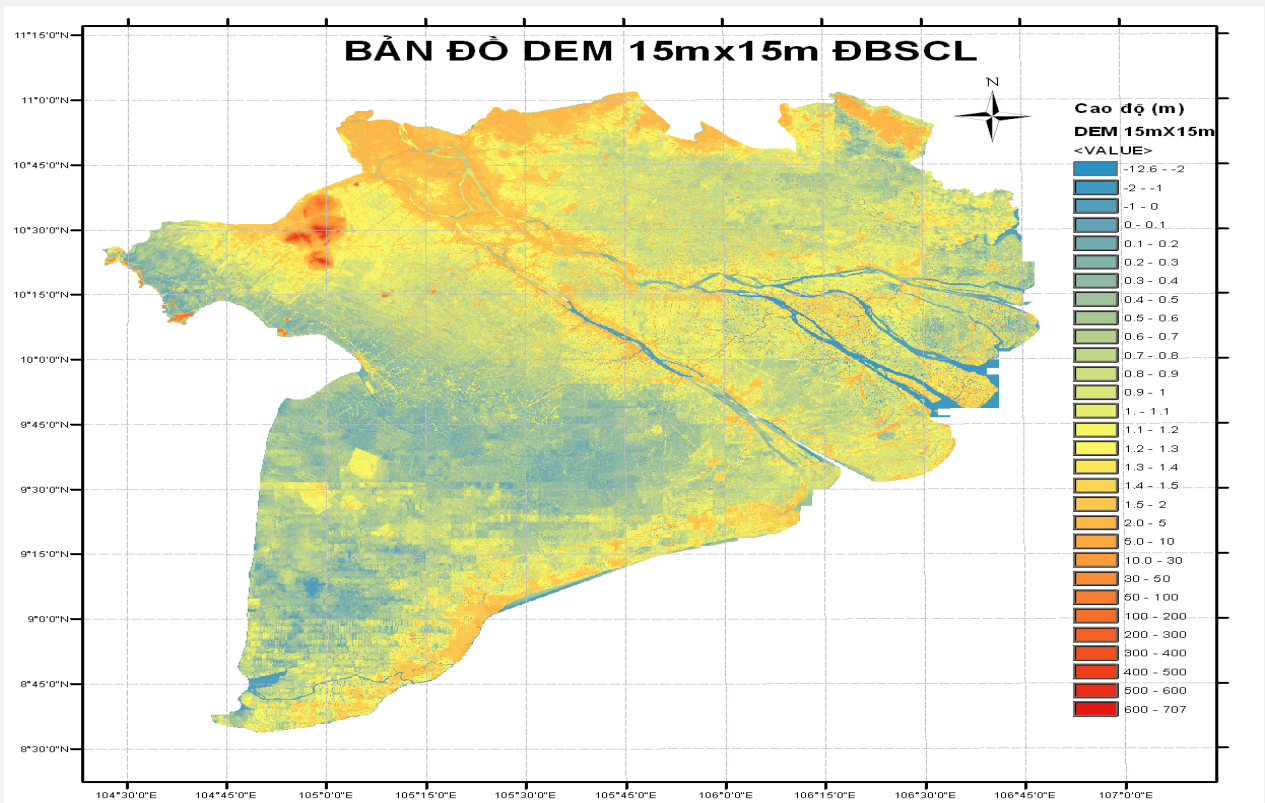 BẢN ĐỒ DEM 15mx15m ĐBSCL
N
Cao độ (m)
DEM 15mX15m
<VALUE>
-12.6 - -2
-2 - -1
-1 - 0
0 - 0.1
0.1 - 0.2
0.2 - 0.3
0.3 - 0.4
0.4 - 0.5
0.5 - 0.6
0.6 - 0.7
0.7 - 0.8
0.8 - 0.9
0.9 - 1
1. - 1.1
1.1 - 1.2
1.2 - 1.3
1.3 - 1.4
1.4 - 1.5
1.5 - 2
2.0 - 5
5.0 - 10
10.0 - 30
30 - 50
50 - 100
100 - 200
200 - 300
300 - 400
400 - 500
500 - 600
600 - 707
11°15'0"N
11°0'0"N
10°45'0"N
10°30'0"N
10°15'0"N
10°0'0"N
9°45'0"N
9°30'0"N
9°15'0"N
9°0'0"N
8°45'0"N
8°30'0"N
104°30'0"E 104°45'0"E 105°0'0"E 105°15'0"E 105°30'0"E 105°45'0"E 106°0'0"E 106°15'0"E 106°30'0"E 106°45'0"E 107°0'0"E